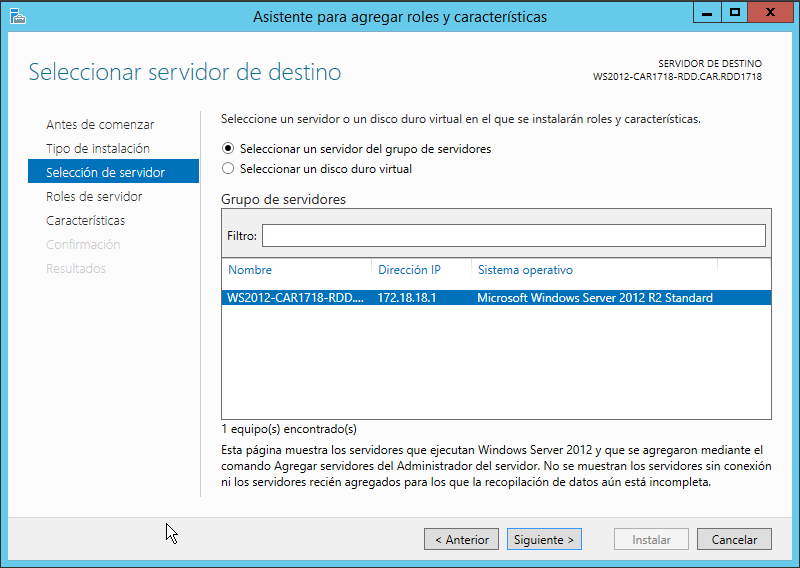 Asistente para agregar roles y características
Seleccionar servidor de destino
SERVIDOR DE DESTINO
WS2012-CAR1718-RDD.CAR.RDD1718
Antes de comenzar
Tipo de instalación
Selección de servidor
Roles de servidor
Características
Confirmación
Resultados
Seleccione un servidor o un disco duro virtual en el que se instalarán roles y características.
Seleccionar un servidor del grupo de servidores
Seleccionar un disco duro virtual
Grupo de servidores
Filtro:
Nombre Dirección IP Sistema operativo
WS2012-CAR1718-RDD.... 172.18.18.1 Microsoft Windows Server 2012 R2 Standard
1 equipo(s) encontrado(s)
Esta página muestra los servidores que ejecutan Windows Server 2012 y que se agregaron mediante el
comando Agregar servidores del Administrador del servidor. No se muestran los servidores sin conexión
ni los servidores recién agregados para los que la recopilación de datos aún está incompleta.
< Anterior Siguiente > Instalar Cancelar